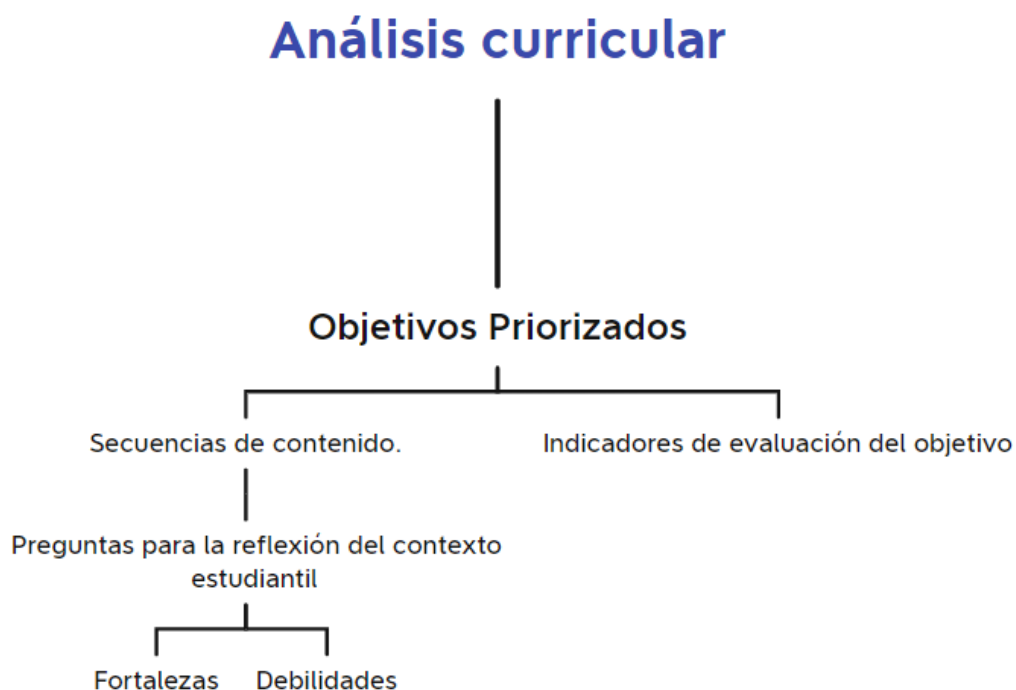 Análisis curricular
Objetivos Priorizados
Secuencias de contenido.
Indicadores de evaluación del objetivo
Preguntas para la reflexión del contexto
estudiantil
Fortalezas
Debilidades